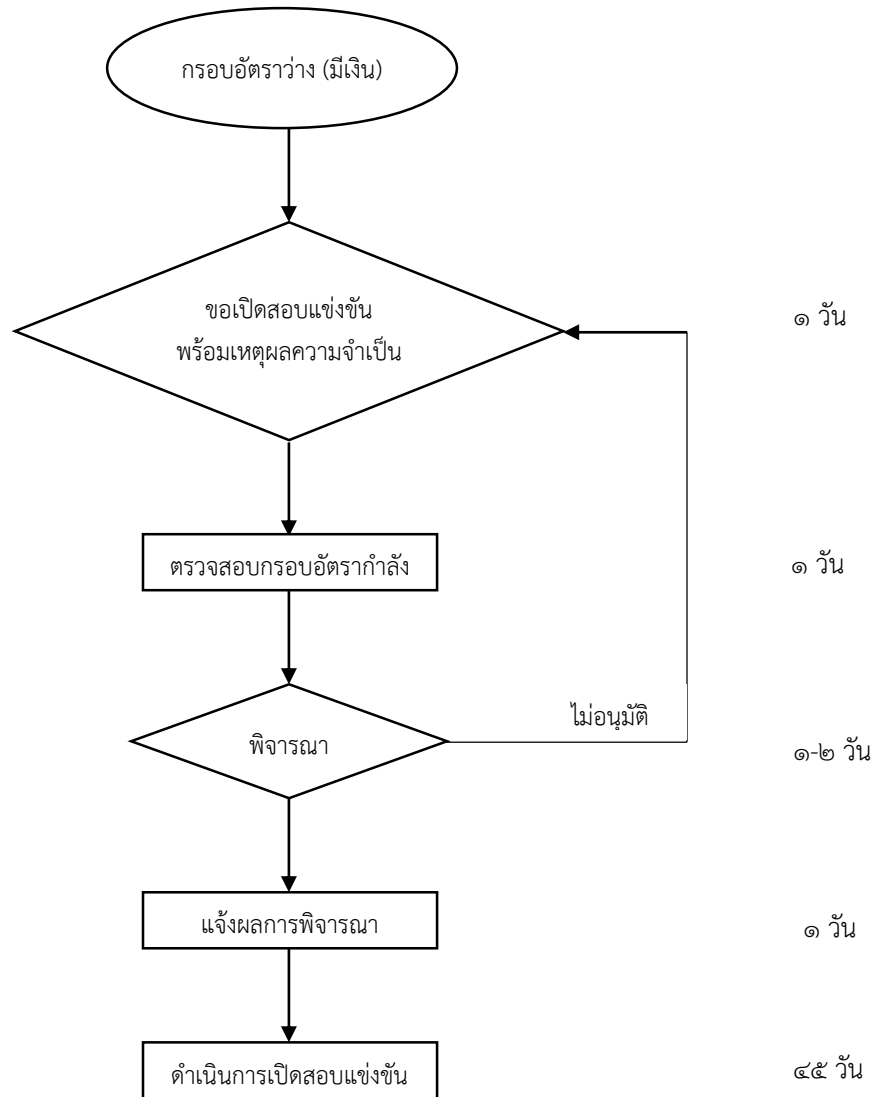 กรอบอัตราว่าง (มีเงิน)
ขอเปิดสอบแข่งขัน
พร้อมเหตุผลความจำเป็น
๑ วัน
ตรวจสอบกรอบอัตรากำลัง
๑ วัน
ไม่อนุมัติ
พิจารณา
๑-๒ วัน
แจ้งผลการพิจารณา
๑ วัน
ดำเนินการเปิดสอบแข่งขัน
๔๕ วัน